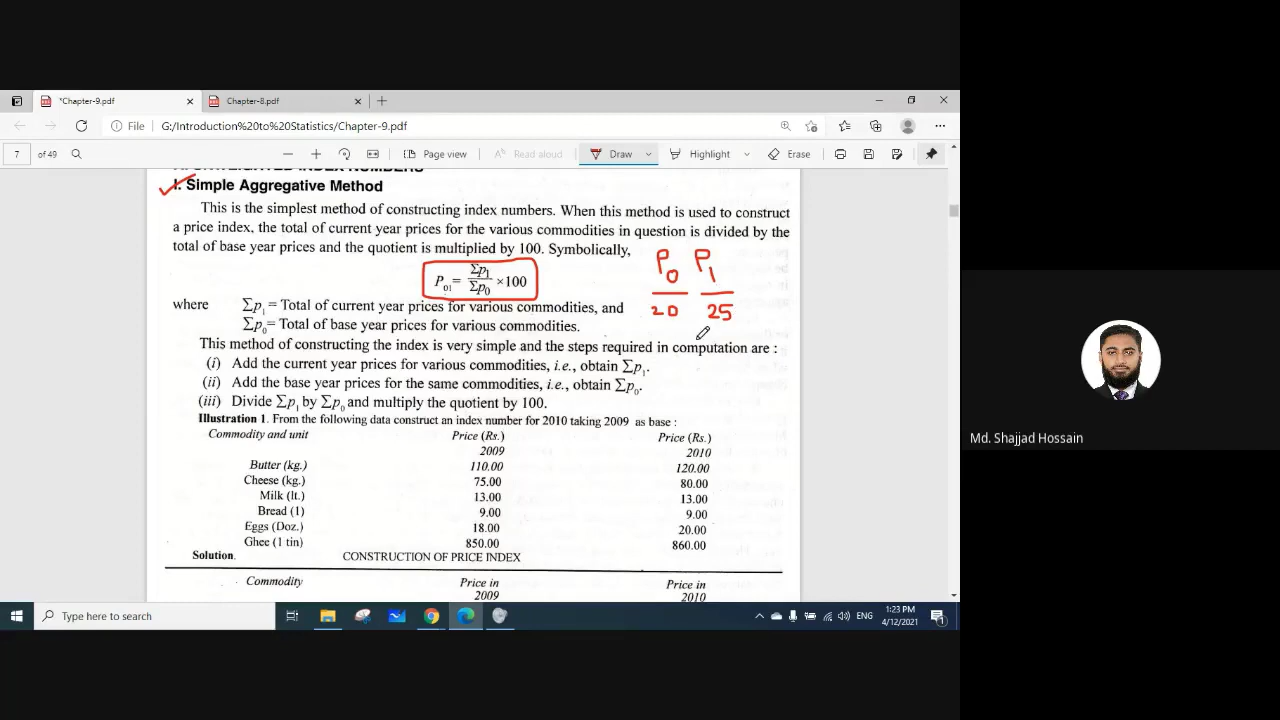 *Chapter-9.pdf
Chapter-8.pdf
File G:/Introduction%20to%20Statistics/Chapter-9.pdf
7 of 49 Page view Read aloud Draw Highlight Erase
I. Simple Aggregative Method
This is the simplest method of constructing index numbers. When this method is used to construct
a price index, the total of current year prices for the various commodities in question is divided by the
total of base year prices and the quotient is multiplied by 100. Symbolically,
P₀₁ = Σp₁/Σp₀ ×100
P₀ P₁
20 25
where Σp₁ = Total of current year prices for various commodities, and
Σp₀ = Total of base year prices for various commodities.
This method of constructing the index is very simple and the steps required in computation are :
(i) Add the current year prices for various commodities, i.e., obtain Σp₁.
(ii) Add the base year prices for the same commodities, i.e., obtain Σp₀.
(iii) Divide Σp₁ by Σp₀ and multiply the quotient by 100.
Illustration 1. From the following data construct an index number for 2010 taking 2009 as base :
Commodity and unit Price (Rs.) Price (Rs.)
2009 2010
Butter (kg.) 110.00 120.00
Cheese (kg.) 75.00 80.00
Milk (lt.) 13.00 13.00
Bread (1) 9.00 9.00
Eggs (Doz.) 18.00 20.00
Ghee (1 tin) 850.00 860.00
Solution. CONSTRUCTION OF PRICE INDEX
Commodity Price in Price in
2009 2010
Md. Shajjad Hossain
Type here to search
ENG
1:23 PM
4/12/2021